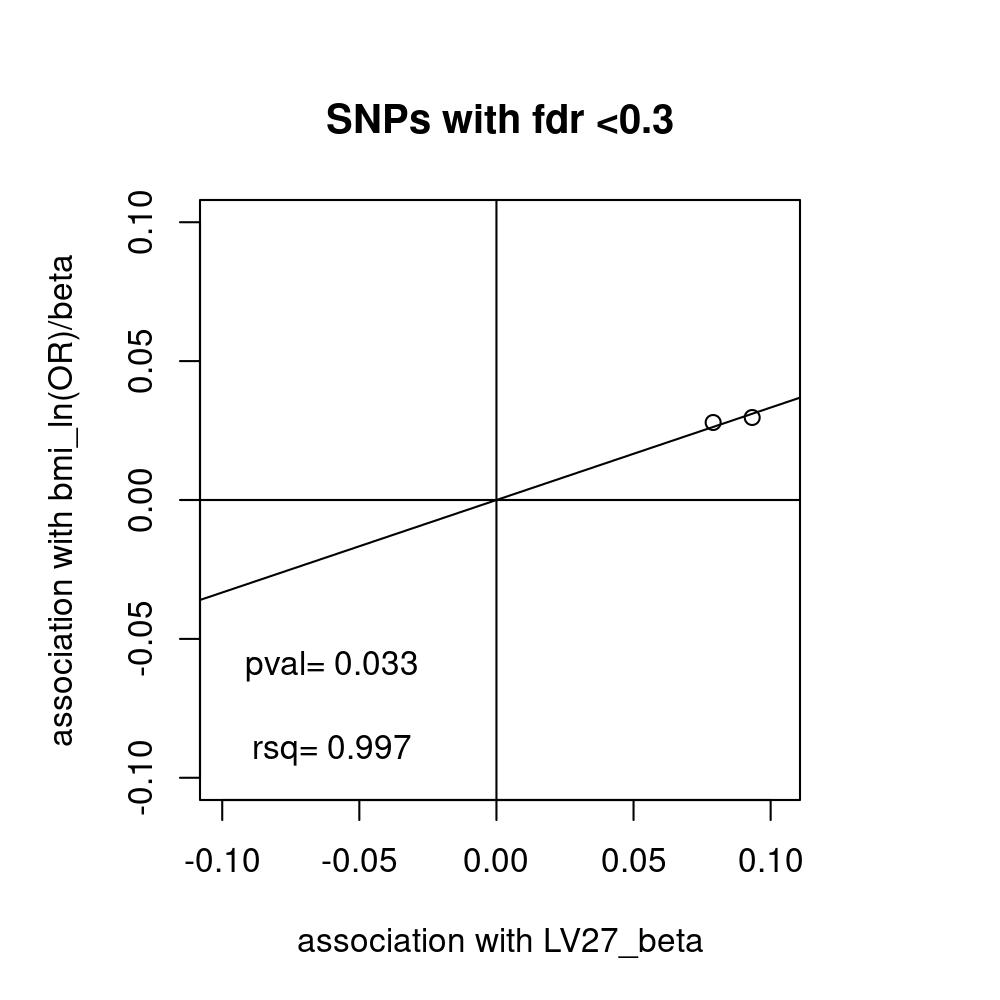 SNPs with fdr <0.3
association with bmi_ln(OR)/beta
0.10
0.05
0.00
-0.05
-0.10
pval= 0.033
rsq= 0.997
-0.10 -0.05 0.00 0.05 0.10
association with LV27_beta